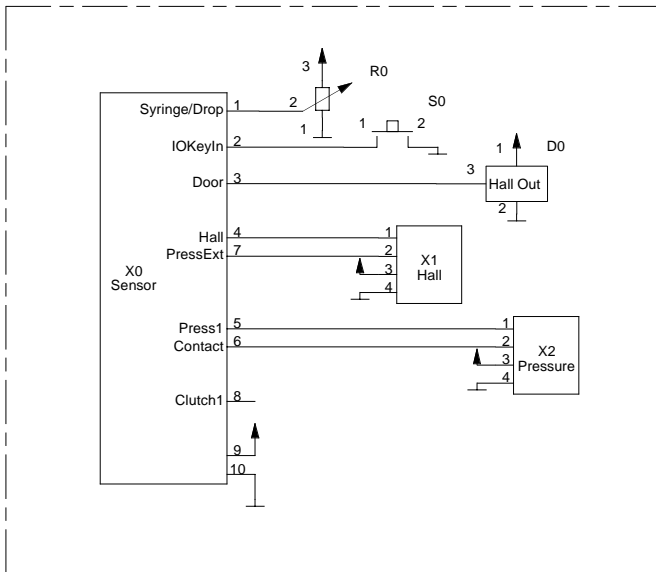 3
R0
Syringe/Drop 1 2
S0
1
1 2
IOKeyIn 2
1 D0
3
Door 3
Hall Out
2
Hall 4 1
PressExt 7 2
X1
Hall
3
4
X0
Sensor
Press1 5 1
Contact 6 2
X2
Pressure
3
4
Clutch1 8
9
10